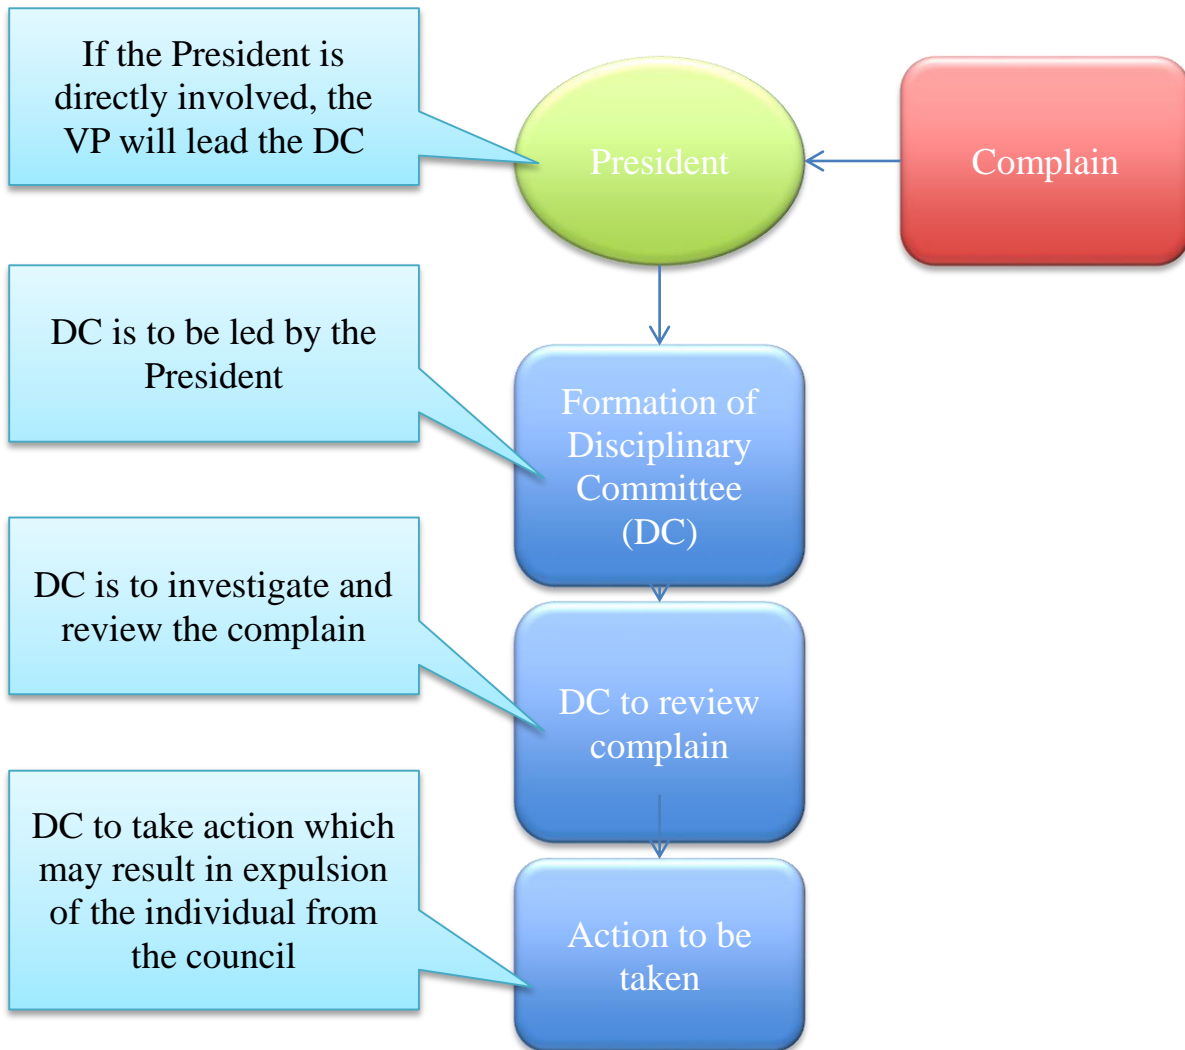 If the President is
directly involved, the
VP will lead the DC
President
Complain
DC is to be led by the
President
Formation of
Disciplinary
Committee
(DC)
DC is to investigate and
review the complain
DC to review
complain
DC to take action which
may result in expulsion
of the individual from
the council
Action to be
taken